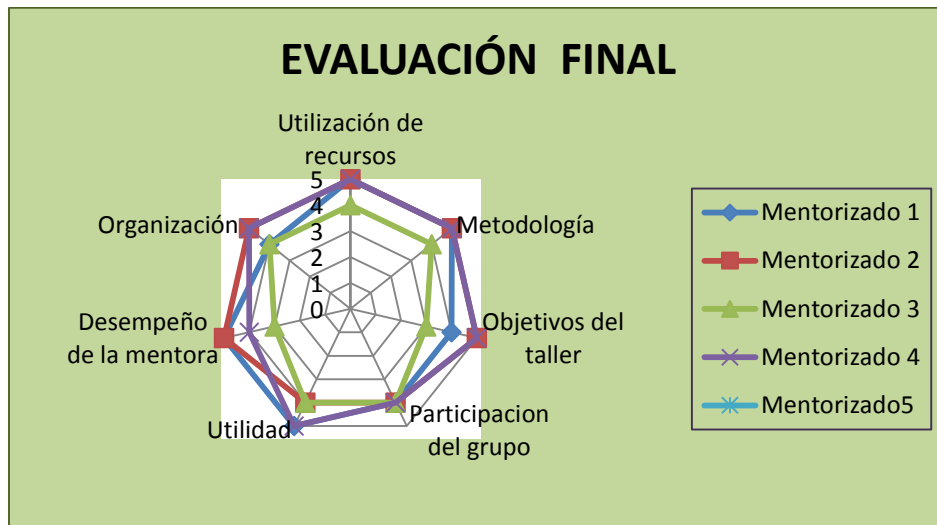 EVALUACIÓN FINAL
Utilización de
recursos
5
4
3
2
1
0
Organización
Metodología
Desempeño
de la mentora
Objetivos del
taller
Utilidad
Participacion
del grupo
Mentorizado 1
Mentorizado 2
Mentorizado 3
Mentorizado 4
Mentorizado5